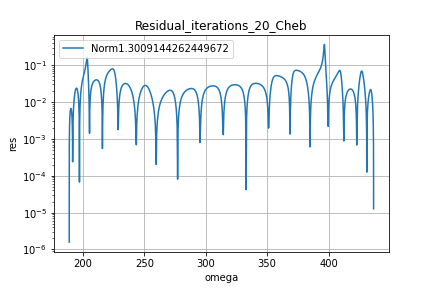 Residual_iterations_20_Cheb
Norm1.3009144262449672
10⁻¹
10⁻²
10⁻³
10⁻⁴
10⁻⁵
10⁻⁶
res
200 250 300 350 400
omega